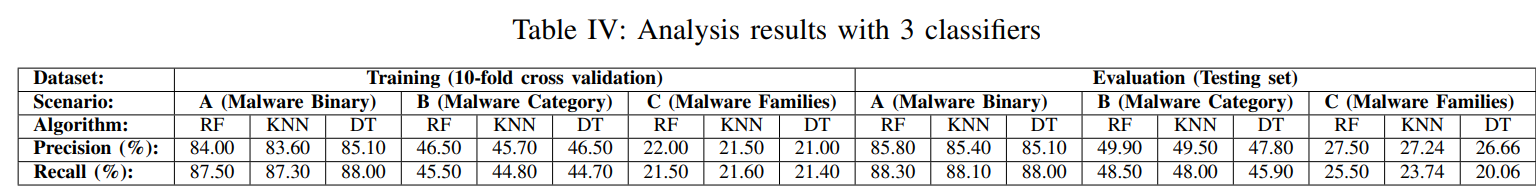 Table IV: Analysis results with 3 classifiers
Dataset: Training (10-fold cross validation) Evaluation (Testing set)
Scenario: A (Malware Binary) B (Malware Category) C (Malware Families) A (Malware Binary) B (Malware Category) C (Malware Families)
Algorithm: RF KNN DT RF KNN DT RF KNN DT RF KNN DT RF KNN DT RF KNN DT
Precision (%): 84.00 83.60 85.10 46.50 45.70 46.50 22.00 21.50 21.00 85.80 85.40 85.10 49.90 49.50 47.80 27.50 27.24 26.66
Recall (%): 87.50 87.30 88.00 45.50 44.80 44.70 21.50 21.60 21.40 88.30 88.10 88.00 48.50 48.00 45.90 25.50 23.74 20.06